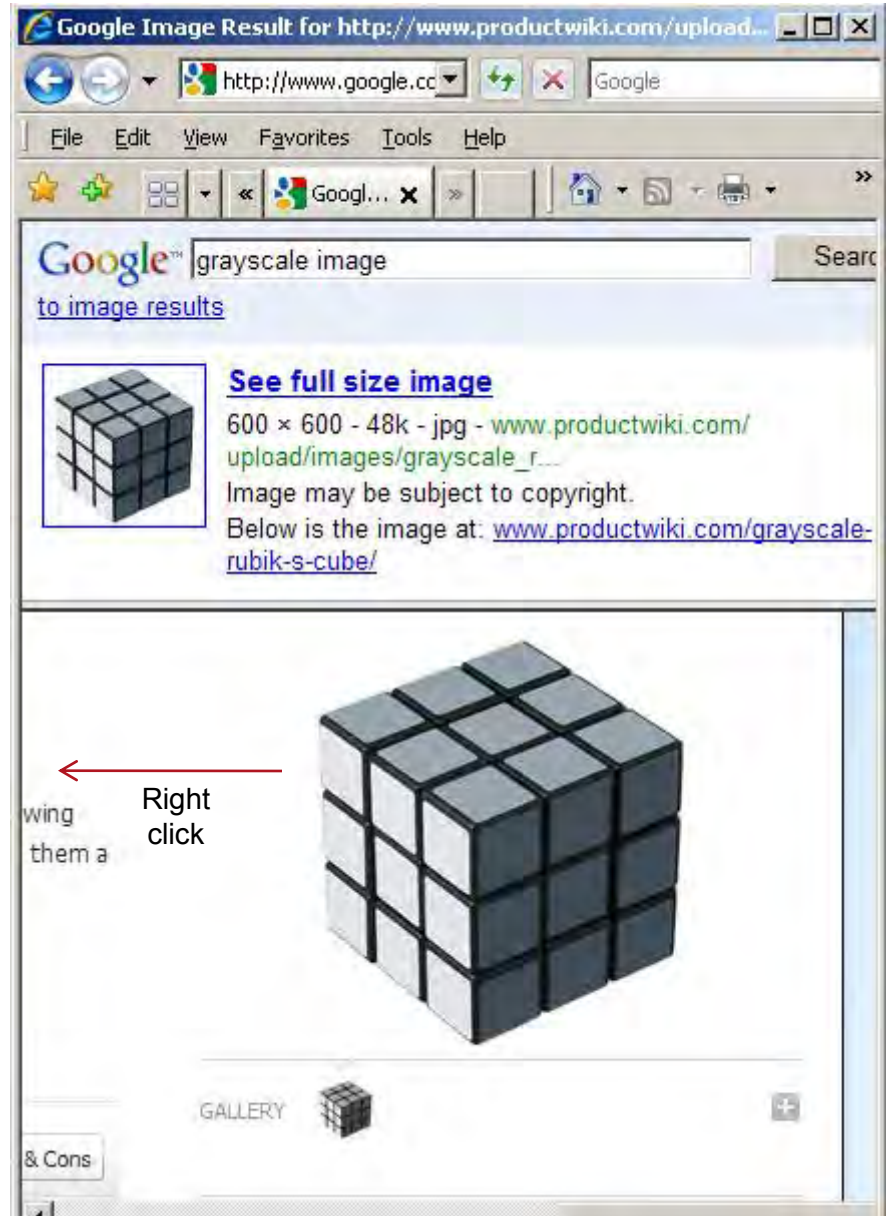 Google Image Result for http://www.productwiki.com/upload...
http://www.google.cc
Google
File Edit View Favorites Tools Help
« Googl... × » »
Google™ grayscale image Searc
to image results
See full size image
600 × 600 - 48k - jpg - www.productwiki.com/
upload/images/grayscale_r...
Image may be subject to copyright.
Below is the image at: www.productwiki.com/grayscale-
rubik-s-cube/
Right
click
wing
them a
GALLERY
& Cons